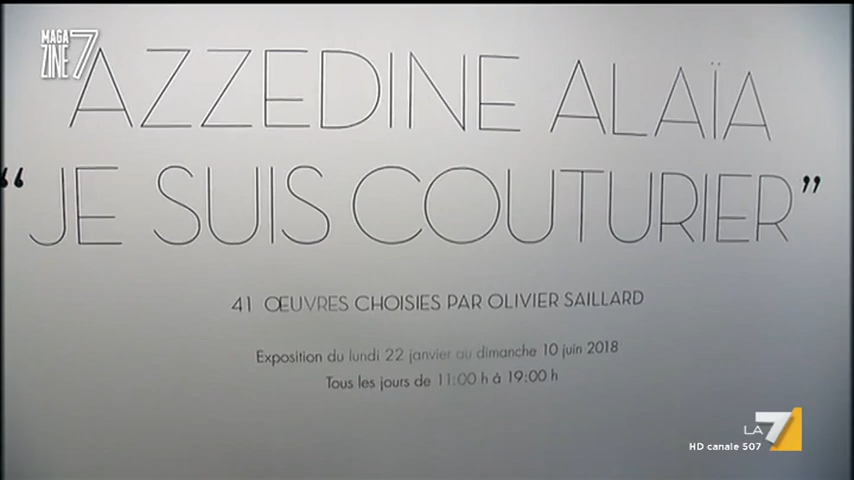 MAGA
ZINE 7
AZZEDINE ALAÏA
“JE SUIS COUTURIER”
41 ŒUVRES CHOISIES PAR OLIVIER SAILLARD
Exposition du lundi 22 janvier au dimanche 10 juin 2018
Tous les jours de 11:00 h à 19:00 h
LA 7
HD canale 507